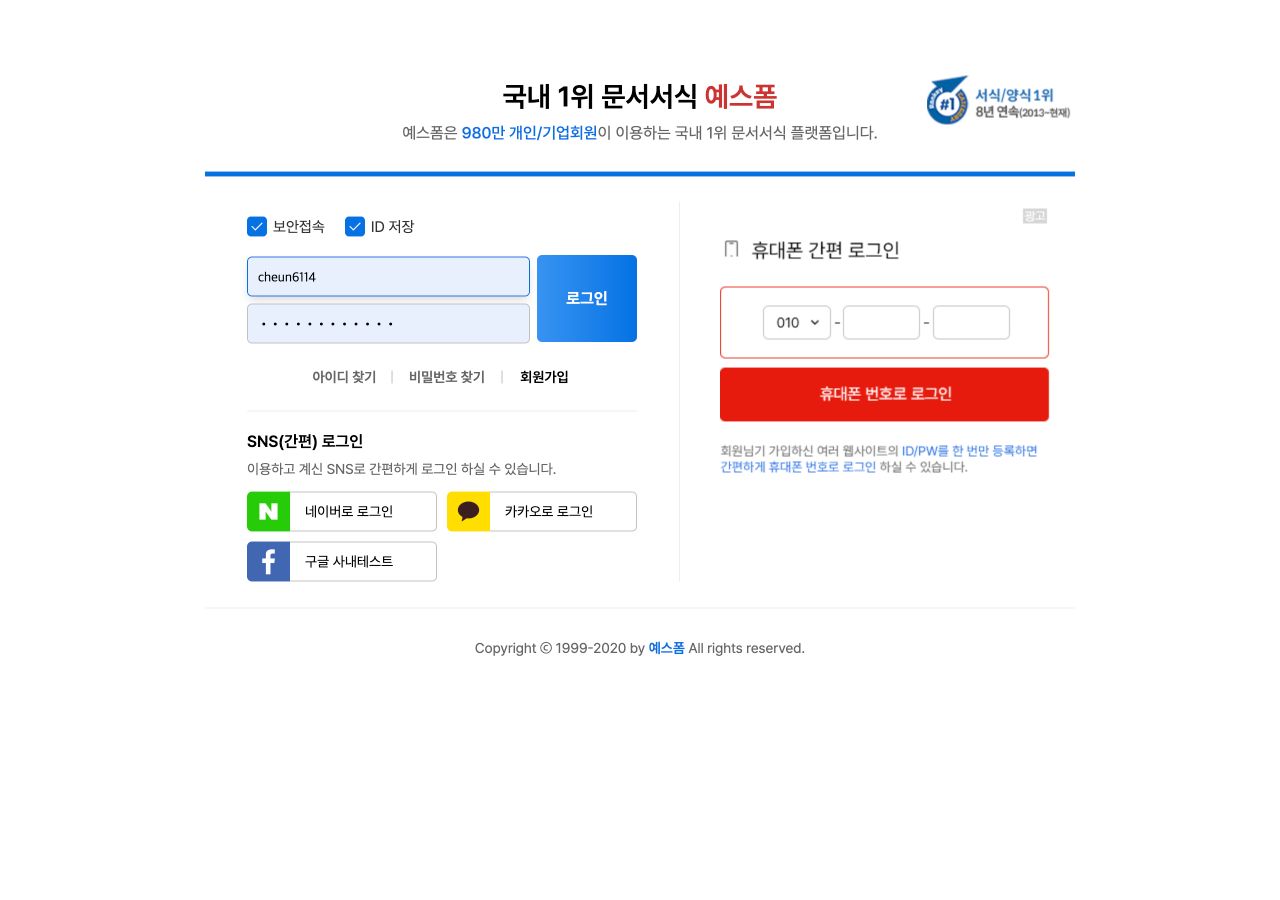 국내 1위 문서서식 예스폼
예스폼은 980만 개인/기업회원이 이용하는 국내 1위 문서서식 플랫폼입니다.
#1
서식/양식1위
8년 연속(2013~현재)
보안접속
ID 저장
cheun6114
로그인
아이디 찾기 | 비밀번호 찾기 | 회원가입
SNS(간편) 로그인
이용하고 계신 SNS로 간편하게 로그인 하실 수 있습니다.
네이버로 로그인
카카오로 로그인
구글 사내테스트
광고
휴대폰 간편 로그인
010 - -
휴대폰 번호로 로그인
회원님기 가입하신 여러 웹사이트의 ID/PW를 한 번만 등록하면
간편하게 휴대폰 번호로 로그인 하실 수 있습니다.
Copyright ⓒ 1999-2020 by 예스폼 All rights reserved.